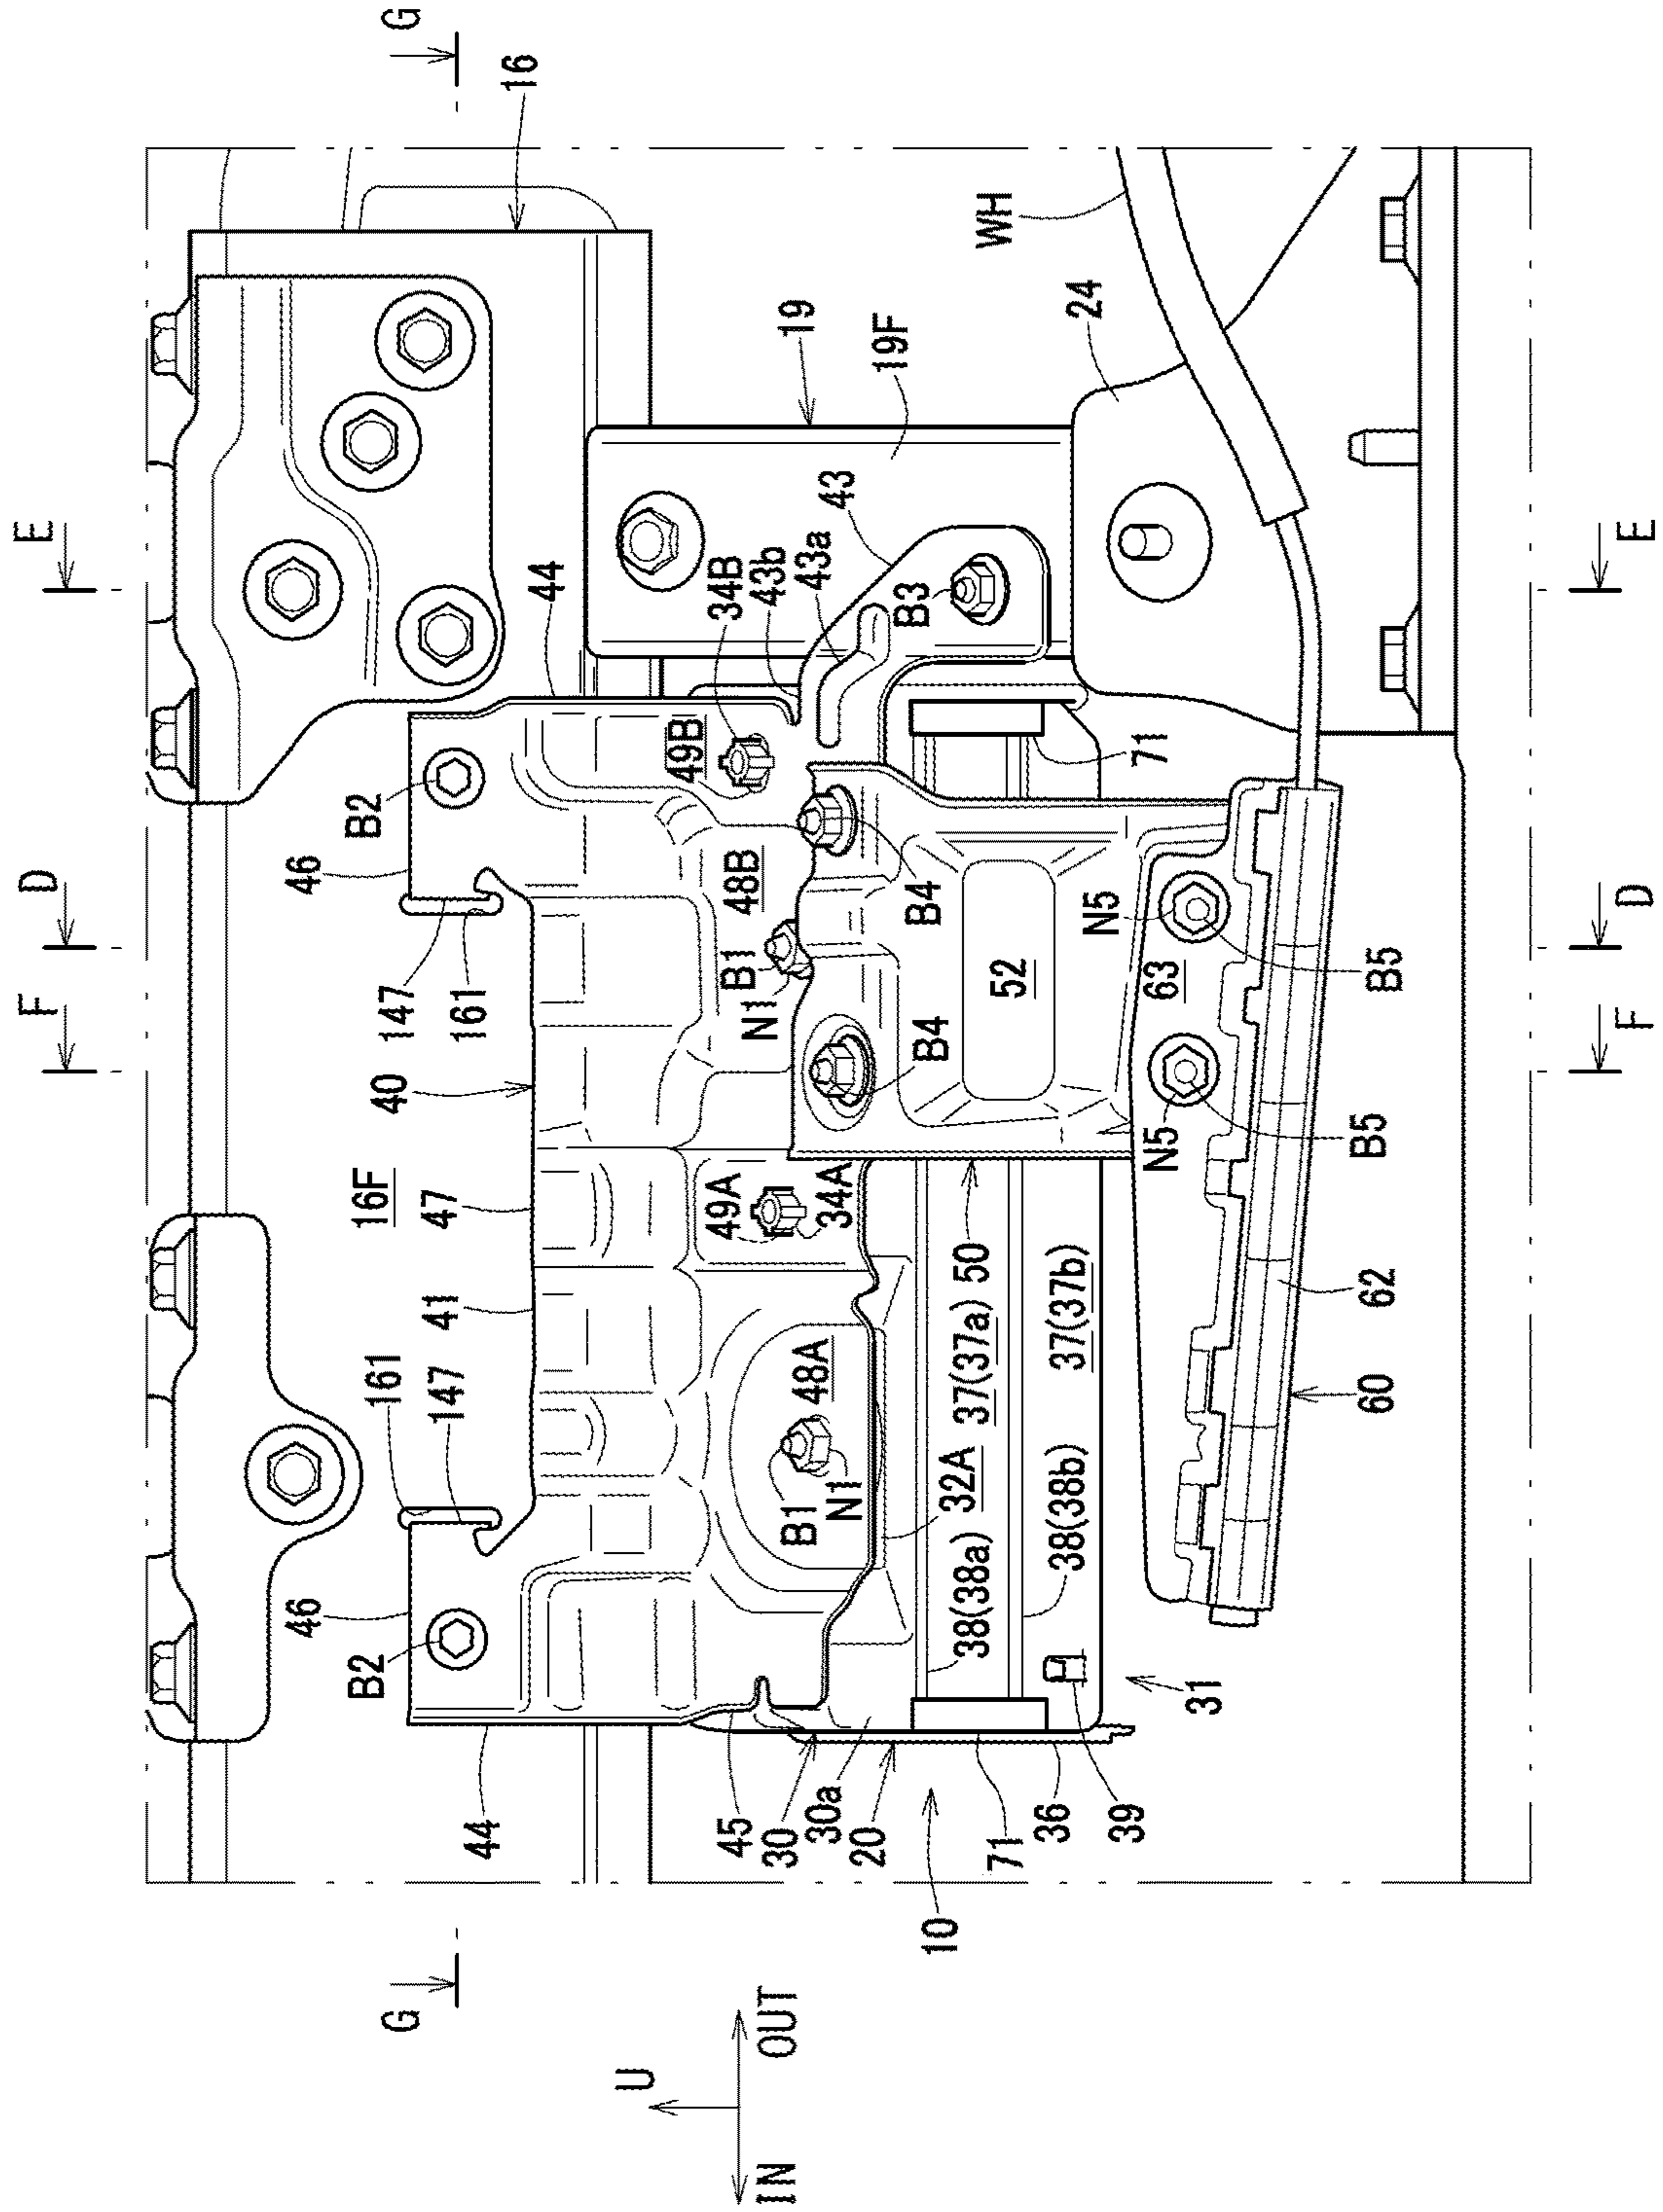 G
16
E
E
D
D
F
F
WH
24
19
19F
43
44
34B
43b
43a
B3
49B
71
B2
46
48B
B4
N5
B1
N1
52
63
B5
147
161
B4
40
N5
B5
16F
47
49A
34A
41
37(37a)
50
37(37b)
62
161
147
48A
60
B1
N1
32A
38(38a)
38(38b)
46
B2
31
44
45
30
30a
20
71
36
39
10
G
U
OUT
IN